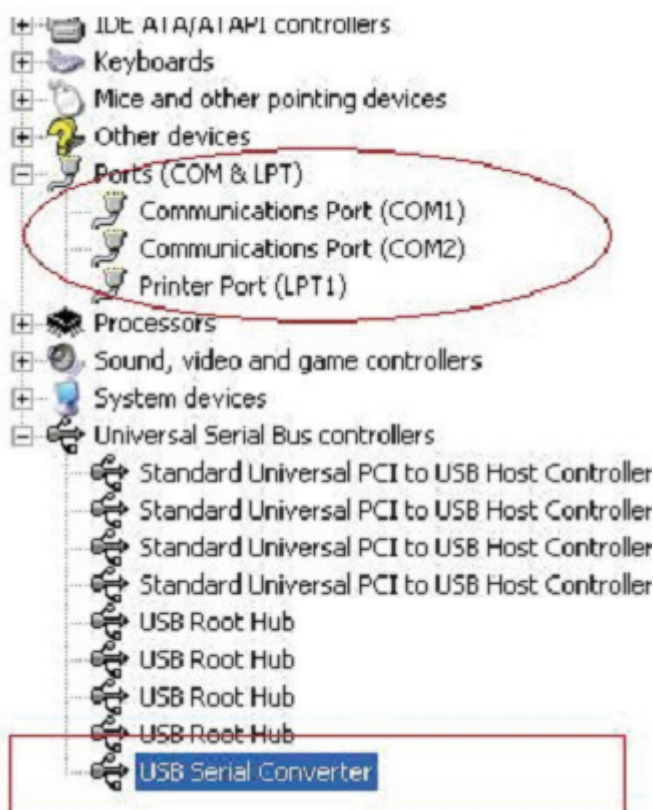 IDE ATA/ATAPI controllers
Keyboards
Mice and other pointing devices
Other devices
Ports (COM & LPT)
Communications Port (COM1)
Communications Port (COM2)
Printer Port (LPT1)
Processors
Sound, video and game controllers
System devices
Universal Serial Bus controllers
Standard Universal PCI to USB Host Controller
Standard Universal PCI to USB Host Controller
Standard Universal PCI to USB Host Controller
Standard Universal PCI to USB Host Controller
USB Root Hub
USB Root Hub
USB Root Hub
USB Root Hub
USB Serial Converter